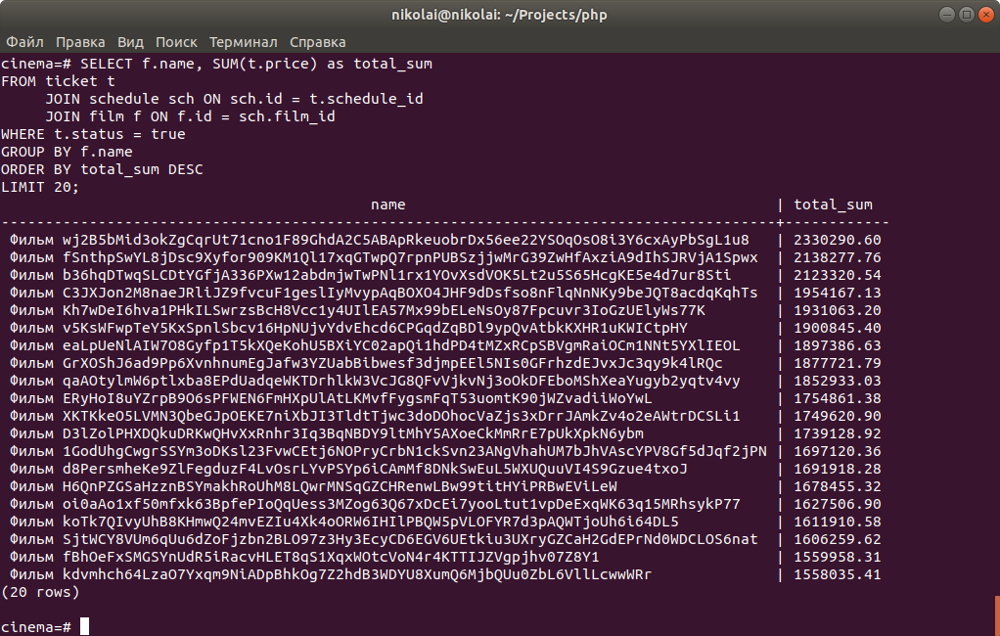 nikolai@nikolai: ~/Projects/php
Файл Правка Вид Поиск Терминал Справка
cinema=# SELECT f.name, SUM(t.price) as total_sum
FROM ticket t
JOIN schedule sch ON sch.id = t.schedule_id
JOIN film f ON f.id = sch.film_id
WHERE t.status = true
GROUP BY f.name
ORDER BY total_sum DESC
LIMIT 20;
name | total_sum
----------------------------------------------------------------------------------------+------------
Фильм wj2B5bMid3okZgCqrUt71cno1F89GhdA2C5ABApRkeuobrDx56ee22YSOqOsO8i3Y6cxAyPbSgL1u8 | 2330290.60
Фильм fSnthpSwYL8jDsc9Xyfor909KM1Ql17xqGTwpQ7rpnPUBSzjjwMrG39ZwHfAxziA9dIhSJRVjA1Spwx | 2138277.76
Фильм b36hqDTwqSLCDtYGfjA336PXw12abdmjwTwPNl1rx1YOvXsdVOK5Lt2u5S65HcgKE5e4d7ur8Sti | 2123320.54
Фильм C3JXJon2M8naeJRliJZ9fvcuF1geslIyMvypAqBOXO4JHF9dDsfso8nFlqNnNKy9beJQT8acdqKqhTs | 1954167.13
Фильм Kh7wDeI6hva1PHkILSwrzsBcH8Vcc1y4UIlEA57Mx99bELeNsOy87Fpcuvr3IoGzUElyWs77K | 1931063.20
Фильм v5KsWFwpTeY5KxSpnlSbcv16HpNUjvYdvEhcd6CPGqdZqBDl9ypQvAtbkKXHR1uKWICtpHY | 1900845.40
Фильм eaLpUeNlAIW7O8Gyfp1T5kXQeKohU5BXiYC02apQi1hdPD4tMZxRCpSBVgmRaiOCm1NNt5YXlIEOL | 1897386.63
Фильм GrXOShJ6ad9Pp6XvnhnumEgJafw3YZUabBibwesf3djmpEEl5NIs0GFrhzdEJvxJc3qy9k4lRQc | 1877721.79
Фильм qaAOtylmW6ptlxba8EPdUadqeWKTDrhlkW3VcJG8QFvVjkvNj3oOkDFEboMShXeaYugyb2yqtv4vy | 1852933.03
Фильм ERyHoI8uYZrpB9O6sPFWEN6FmHXpUlAtLKMvfFygsmFqT53uomtK90jWZvadiiWoYwL | 1754861.38
Фильм XKTKkeO5LVMN3QbeGJpOEKE7niXbJI3TldtTjwc3doDOhocVaZjs3xDrrJAmkZv4o2eAWtrDCSLi1 | 1749620.90
Фильм D3lZolPHXDQkuDRKwQHvXxRnhr3Iq3BqNBDY9ltMhY5AXoeCkMmRrE7pUkXpkN6ybm | 1739128.92
Фильм 1GodUhgCwgrSSYm3oDKsl23FvwCEtj6NOPryCrbN1ckSvn23ANgVhahUM7bJhVAscYPV8Gf5dJqf2jPN | 1697120.36
Фильм d8PersmheKe9ZlFegduzF4LvOsrLYvPSYp6iCAmMf8DNkSwEuL5WXUQuuVI4S9Gzue4txoJ | 1691918.28
Фильм H6QnPZGSaHzznBSYmakhRoUhM8LQwrMNSqGZCHRenwLBw99titHYiPRBwEViLeW | 1678455.32
Фильм oi0aAo1xf50mfxk63BpfePIoQqUess3MZog63Q67xDcEi7yooLtut1vpDeExqWK63q15MRhsykP77 | 1627506.90
Фильм koTk7QIvyUhB8KHmwQ24mvEZIu4Xk4oORW6IHIlPBQW5pVLOFYR7d3pAQWTjoUh6i64DL5 | 1611910.58
Фильм SjtWCY8VUm6qUu6dZoFjzbn2BLO97z3Hy3EcyCD6EGV6UEtkiu3UXryGZCaH2GdEPrNd0WDCLOS6nat | 1606259.62
Фильм fBhOeFxSMGSYnUdR5iRacvHLET8qS1XqxWOtcVoN4r4KTTIJZVgpjhv07Z8Y1 | 1559958.31
Фильм kdvmhch64LzaO7Yxqm9NiADpBhkOg7Z2hdB3WDYU8XumQ6MjbQUu0ZbL6VllLcwwWRr | 1558035.41
(20 rows)
cinema=#